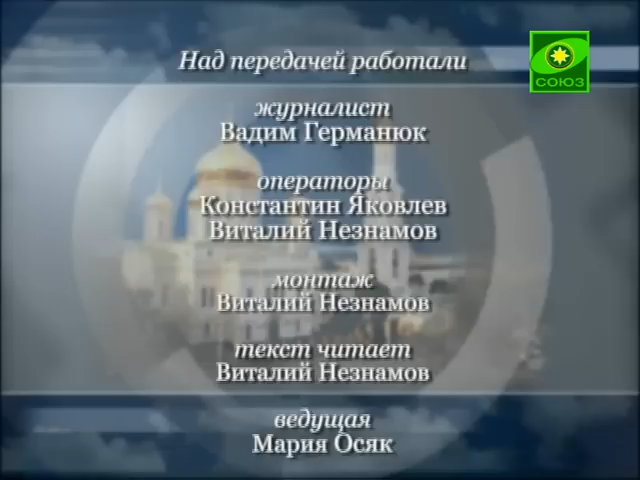 Над передачей работали
СОЮЗ
журналист
Вадим Германюк
операторы
Константин Яковлев
Виталий Незнамов
монтаж
Виталий Незнамов
текст читает
Виталий Незнамов
ведущая
Мария Осяк